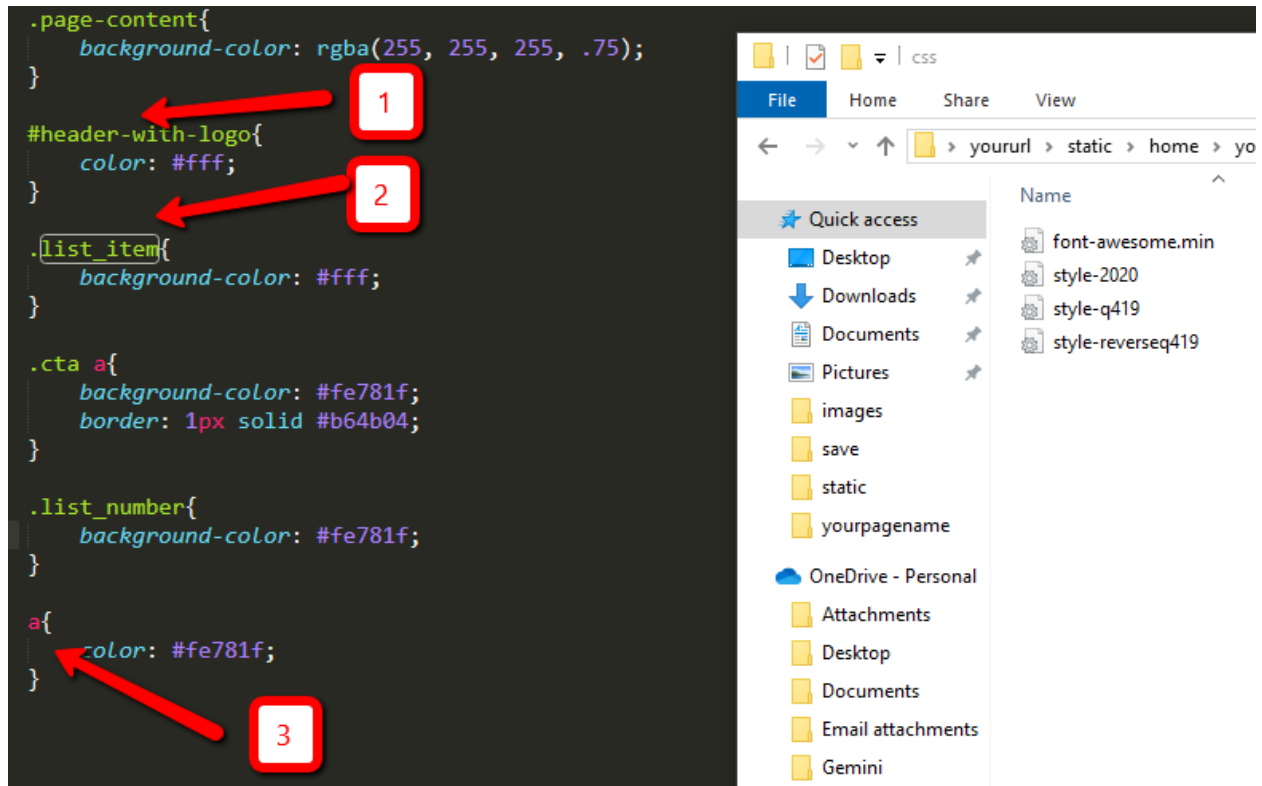 .page-content{
background-color: rgba(255, 255, 255, .75);
}
1
#header-with-logo{
color: #fff;
}
2
.list_item{
background-color: #fff;
}
.cta a{
background-color: #fe781f;
border: 1px solid #b64b04;
}
.list_number{
background-color: #fe781f;
}
a{
color: #fe781f;
}
3
css
File Home Share View
yoururl > static > home > yo
Name
Quick access
Desktop
Downloads
Documents
Pictures
images
save
static
yourpagename
OneDrive - Personal
Attachments
Desktop
Documents
Email attachments
Gemini
font-awesome.min
style-2020
style-q419
style-reverseq419